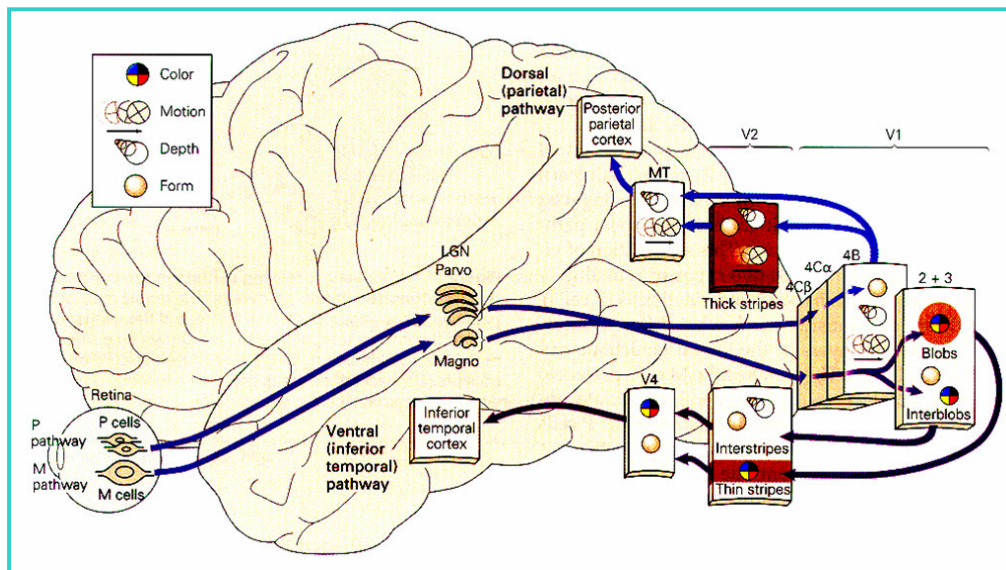 Color
Motion
Depth
Form
Dorsal
(parietal)
pathway
Posterior
parietal
cortex
V2
V1
MT
LGN
Parvo
Magno
Thick stripes
4Cβ
4Cα
4B
2 + 3
Blobs
Interblobs
Retina
P cells
P
pathway
M
pathway
M cells
Ventral
(inferior
temporal)
pathway
Inferior
temporal
cortex
V4
Interstripes
Thin stripes